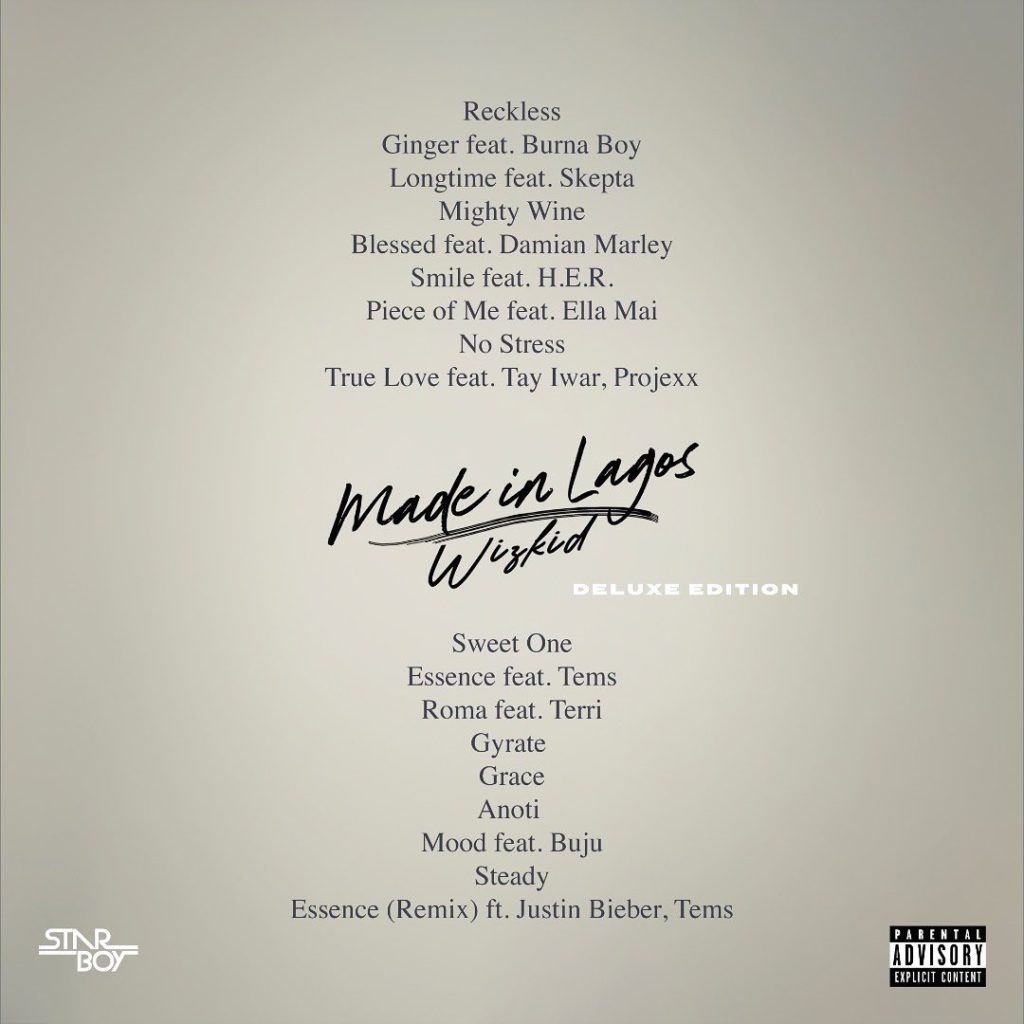 Reckless
Ginger feat. Burna Boy
Longtime feat. Skepta
Mighty Wine
Blessed feat. Damian Marley
Smile feat. H.E.R.
Piece of Me feat. Ella Mai
No Stress
True Love feat. Tay Iwar, Projexx
Made in Lagos
Wizkid
DELUXE EDITION
Sweet One
Essence feat. Tems
Roma feat. Terri
Gyrate
Grace
Anoti
Mood feat. Buju
Steady
Essence (Remix) ft. Justin Bieber, Tems
STAR
BOY
PARENTAL
ADVISORY
EXPLICIT CONTENT